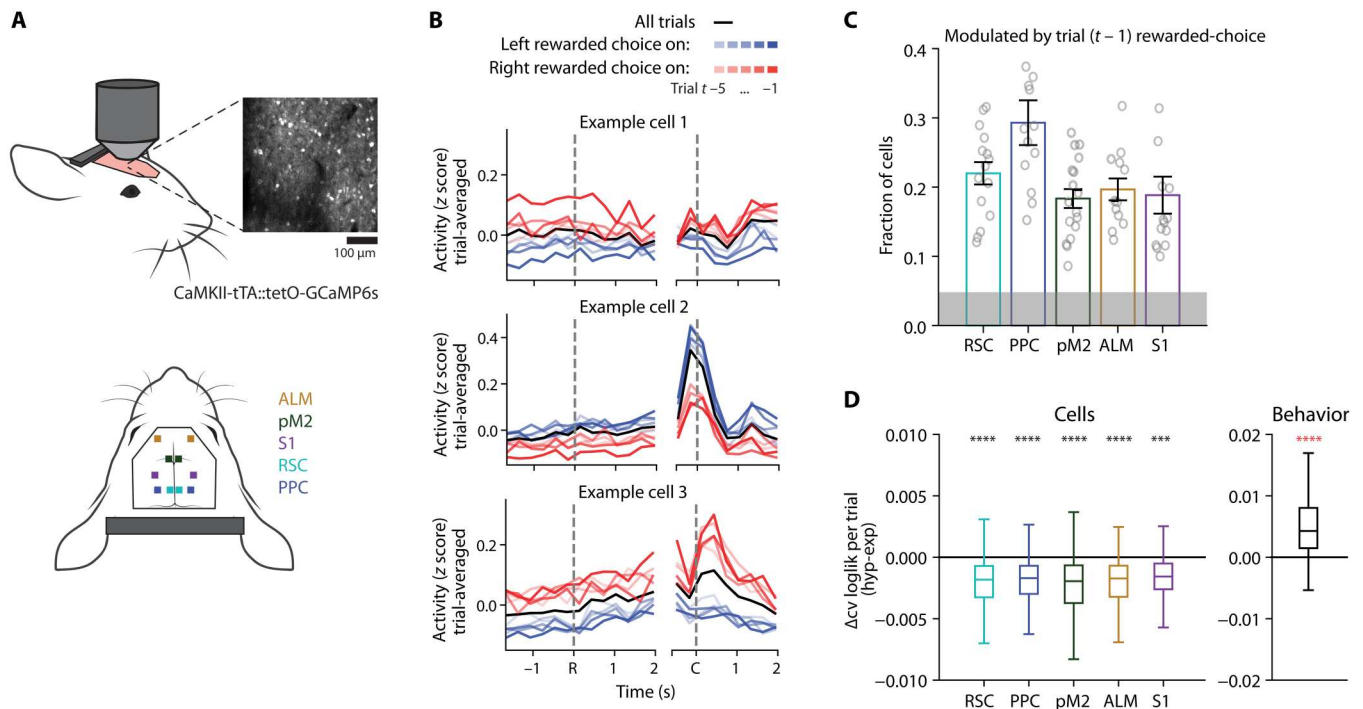 A
100 μm
CaMKII-tTA::tetO-GCaMP6s
ALM
pM2
S1
RSC
PPC
B
All trials
Left rewarded choice on:
Right rewarded choice on:
Trial t –5 ... –1
Example cell 1
Activity (z score)
trial-averaged
0.2
0.0
Example cell 2
Activity (z score)
trial-averaged
0.4
0.2
0.0
Example cell 3
Activity (z score)
trial-averaged
0.2
0.0
–1 R 1 2 C 1 2
Time (s)
C
Modulated by trial (t – 1) rewarded-choice
Fraction of cells
0.4
0.3
0.2
0.1
0.0
RSC PPC pM2 ALM S1
D
Cells
Δcv loglik per trial
(hyp-exp)
0.010
0.005
0.000
−0.005
−0.010
**** **** **** **** ***
RSC PPC pM2 ALM S1
Behavior
****
0.02
0.01
0.00
−0.01
−0.02